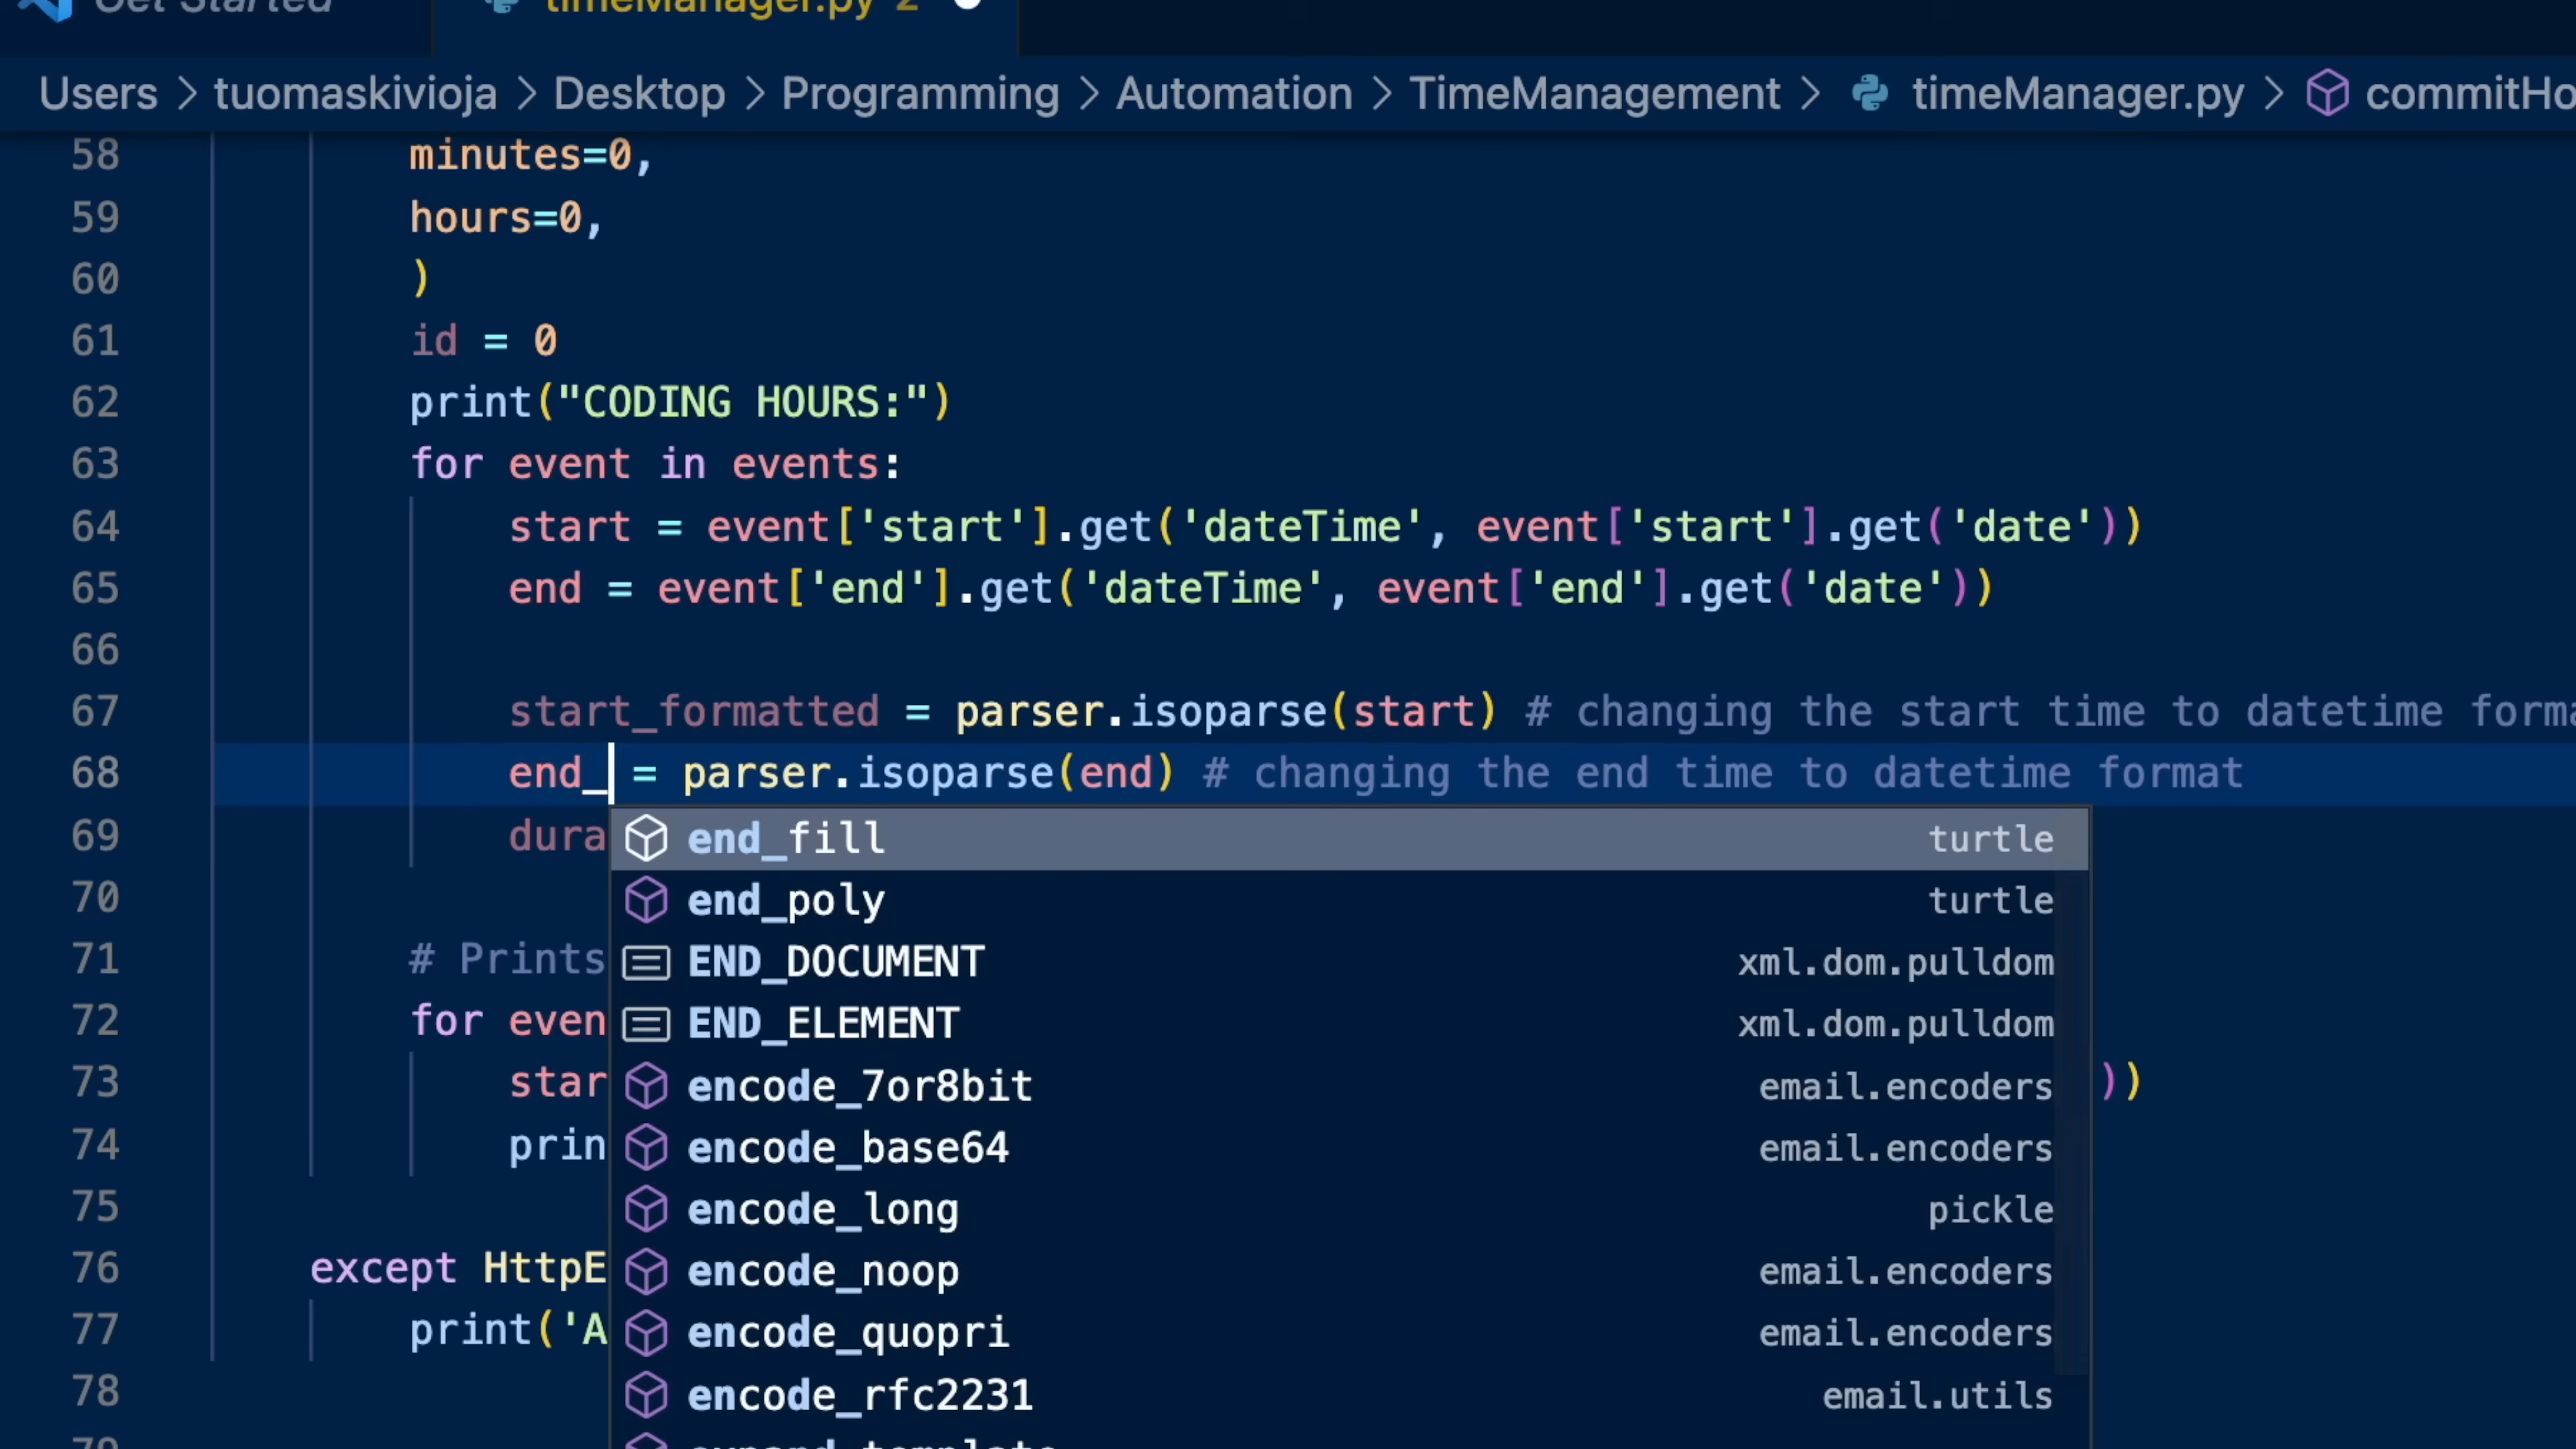 Get Started timeManager.py 2
Users > tuomaskivioja > Desktop > Programming > Automation > TimeManagement > timeManager.py > commitHo
58 minutes=0,
59 hours=0,
60 )
61 id = 0
62 print("CODING HOURS:")
63 for event in events:
64 start = event['start'].get('dateTime', event['start'].get('date'))
65 end = event['end'].get('dateTime', event['end'].get('date'))
66
67 start_formatted = parser.isoparse(start) # changing the start time to datetime forma
68 end_ = parser.isoparse(end) # changing the end time to datetime format
69 dura
end_fill turtle
70
end_poly turtle
71 # Prints
END_DOCUMENT xml.dom.pulldom
72 for even
END_ELEMENT xml.dom.pulldom
73 star
encode_7or8bit email.encoders
))
74 prin
encode_base64 email.encoders
75
encode_long pickle
76 except HttpE
encode_noop email.encoders
77 print('A
encode_quopri email.encoders
78
encode_rfc2231 email.utils
79